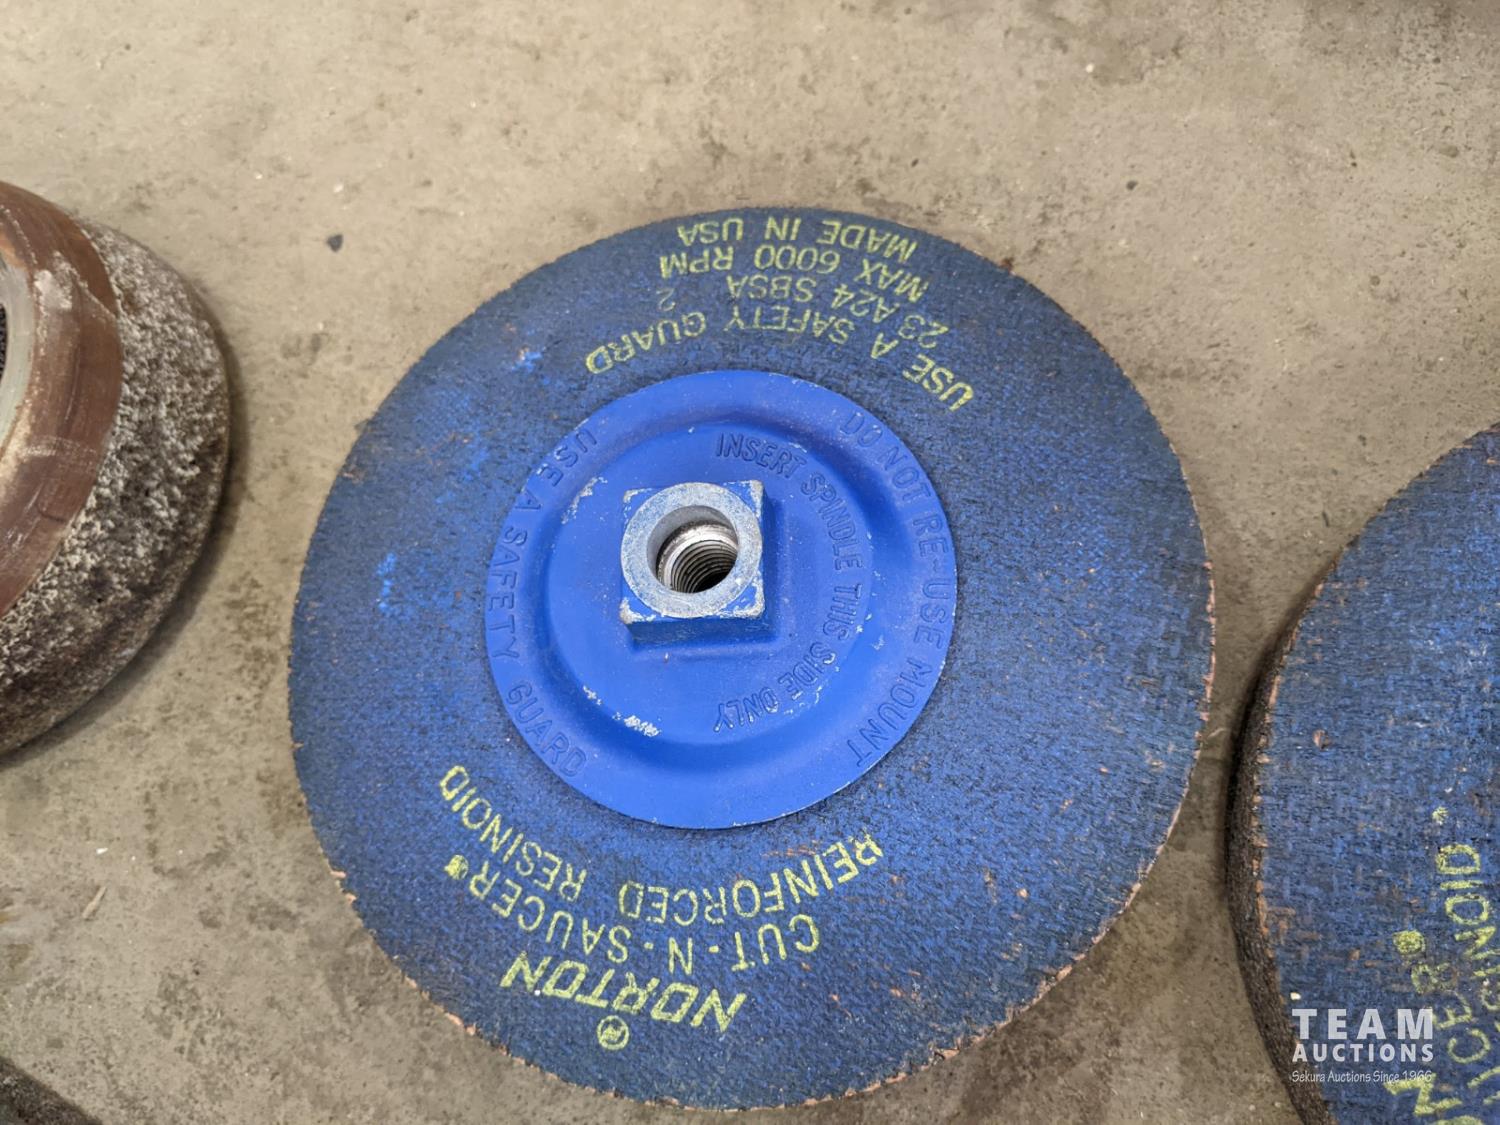 MADE IN USA
MAX 6000 RPM
23 A24 SBSA 2
USE A SAFETY GUARD
DO NOT RE-USE MOUNT
USE A SAFETY GUARD
INSERT SPINDLE THIS SIDE ONLY
REINFORCED RESINOID
CUT-N-SAUCER®
NORTON
®
TEAM
AUCTIONS
Sekura Auctions Since 1966